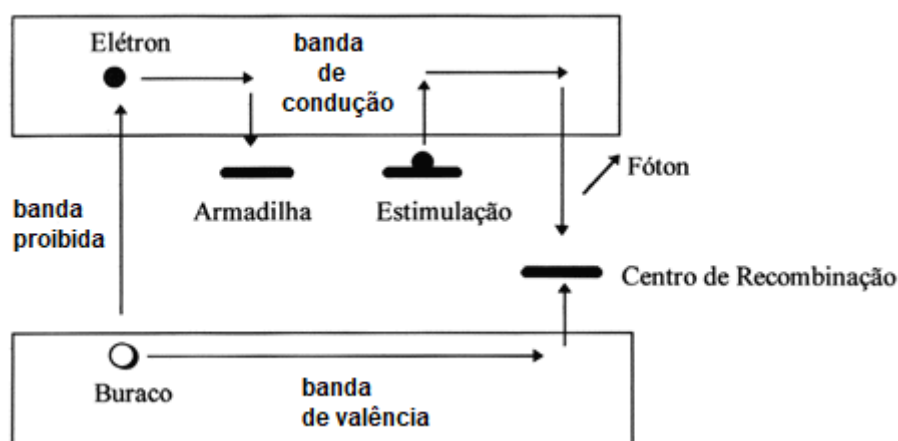 Elétron
banda
de
condução
Armadilha
Estimulação
Fóton
banda
proibida
Centro de Recombinação
Buraco
banda
de valência